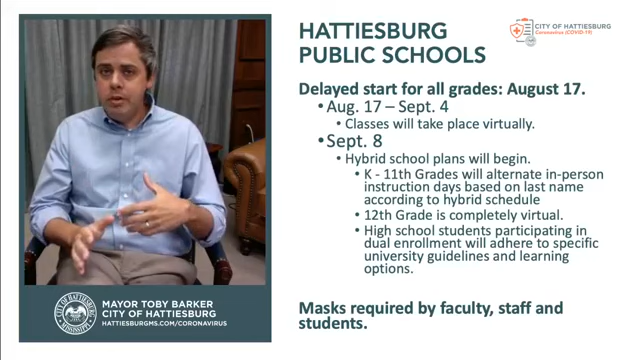 HATTIESBURG
PUBLIC SCHOOLS
CITY OF HATTIESBURG
Coronavirus (COVID-19)
Delayed start for all grades: August 17.
•Aug. 17 – Sept. 4
• Classes will take place virtually.
•Sept. 8
• Hybrid school plans will begin.
• K - 11th Grades will alternate in-person
instruction days based on last name
according to hybrid schedule
• 12th Grade is completely virtual.
• High school students participating in
dual enrollment will adhere to specific
university guidelines and learning
options.
Masks required by faculty, staff and
students.
CITY OF HATTIESBURG
MISSISSIPPI
MAYOR TOBY BARKER
CITY OF HATTIESBURG
HATTIESBURGMS.COM/CORONAVIRUS